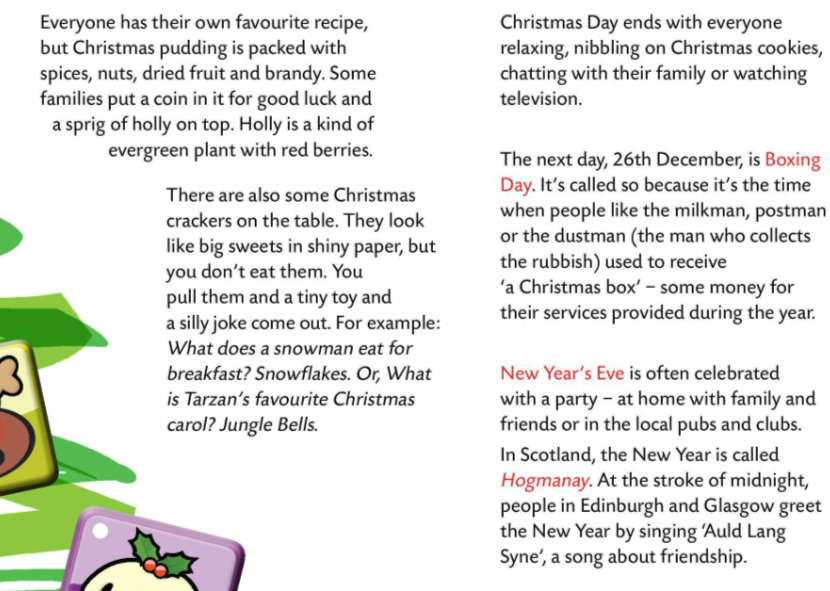 Everyone has their own favourite recipe,
but Christmas pudding is packed with
spices, nuts, dried fruit and brandy. Some
families put a coin in it for good luck and
a sprig of holly on top. Holly is a kind of
evergreen plant with red berries.
There are also some Christmas
crackers on the table. They look
like big sweets in shiny paper, but
you don't eat them. You
pull them and a tiny toy and
a silly joke come out. For example:
What does a snowman eat for
breakfast? Snowflakes. Or, What
is Tarzan's favourite Christmas
carol? Jungle Bells.
Christmas Day ends with everyone
relaxing, nibbling on Christmas cookies,
chatting with their family or watching
television.
The next day, 26th December, is Boxing
Day. It's called so because it's the time
when people like the milkman, postman
or the dustman (the man who collects
the rubbish) used to receive
'a Christmas box' – some money for
their services provided during the year.
New Year's Eve is often celebrated
with a party – at home with family and
friends or in the local pubs and clubs.
In Scotland, the New Year is called
Hogmanay. At the stroke of midnight,
people in Edinburgh and Glasgow greet
the New Year by singing 'Auld Lang
Syne', a song about friendship.